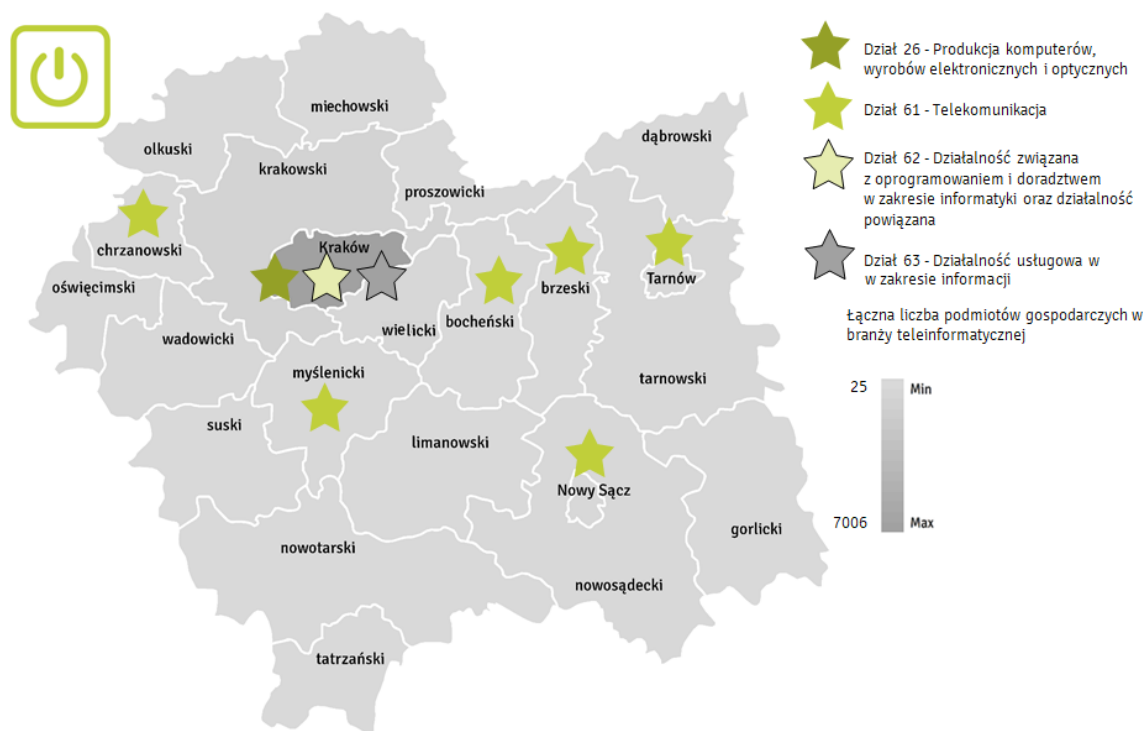 Dział 26 - Produkcja komputerów,
wyrobów elektronicznych i optycznych
Dział 61 - Telekomunikacja
Dział 62 - Działalność związana
z oprogramowaniem i doradztwem
w zakresie informatyki oraz działalność
powiązana
Dział 63 - Działalność usługowa w
w zakresie informacji
Łączna liczba podmiotów gospodarczych w
branży teleinformatycznej
25
Min
7006
Max
miechowski
olkuski
krakowski
dąbrowski
proszowicki
chrzanowski
Kraków
oświęcimski
brzeski
Tarnów
wadowicki
wielicki
bocheński
myślenicki
tarnowski
suski
limanowski
Nowy Sącz
gorlicki
nowotarski
nowosądecki
tatrzański